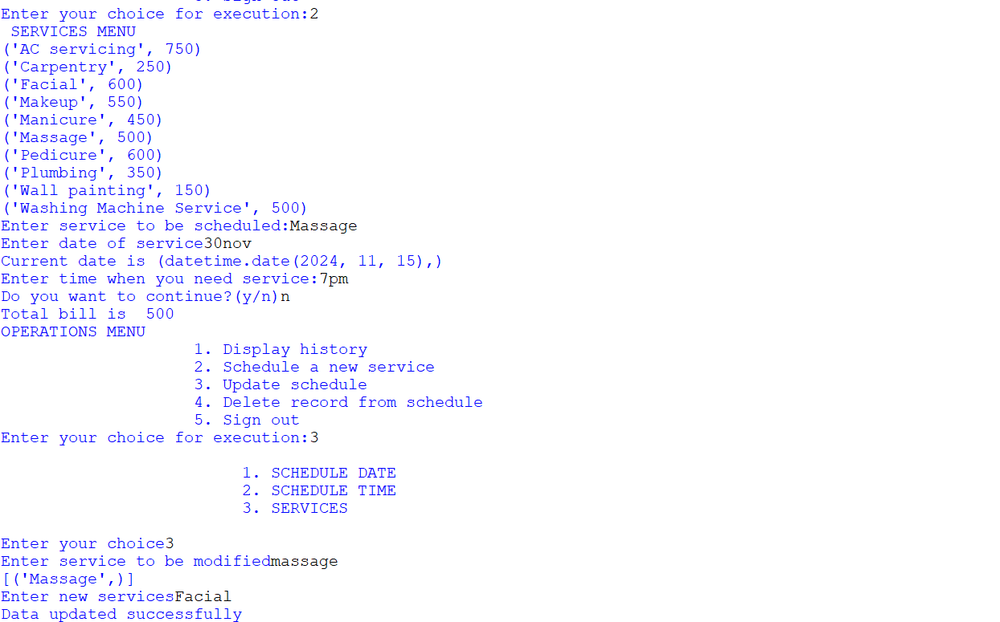 Enter your choice for execution:2
SERVICES MENU
('AC servicing', 750)
('Carpentry', 250)
('Facial', 600)
('Makeup', 550)
('Manicure', 450)
('Massage', 500)
('Pedicure', 600)
('Plumbing', 350)
('Wall painting', 150)
('Washing Machine Service', 500)
Enter service to be scheduled:Massage
Enter date of service30nov
Current date is (datetime.date(2024, 11, 15),)
Enter time when you need service:7pm
Do you want to continue?(y/n)n
Total bill is  500
OPERATIONS MENU
1. Display history
2. Schedule a new service
3. Update schedule
4. Delete record from schedule
5. Sign out
Enter your choice for execution:3
1. SCHEDULE DATE
2. SCHEDULE TIME
3. SERVICES
Enter your choice3
Enter service to be modifiedmassage
[('Massage',)]
Enter new servicesFacial
Data updated successfully